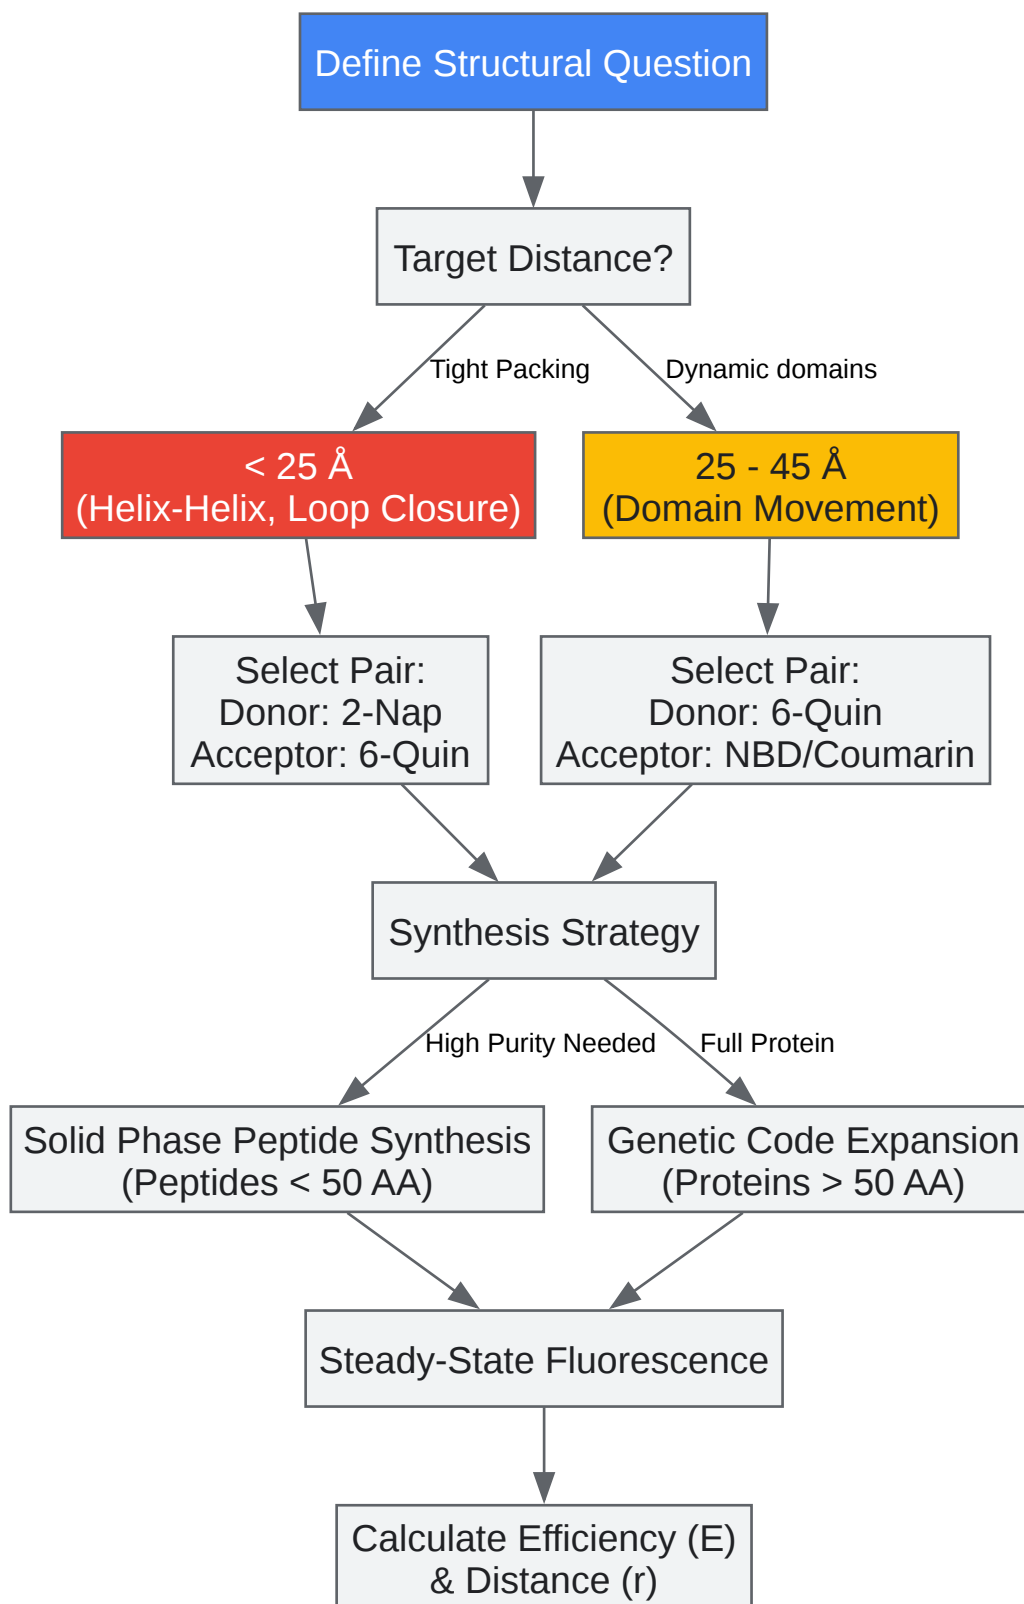 Define Structural Question
Target Distance?
Tight Packing
Dynamic domains
< 25 Å
(Helix-Helix, Loop Closure)
25 - 45 Å
(Domain Movement)
Select Pair:
Donor: 2-Nap
Acceptor: 6-Quin
Select Pair:
Donor: 6-Quin
Acceptor: NBD/Coumarin
Synthesis Strategy
High Purity Needed
Full Protein
Solid Phase Peptide Synthesis
(Peptides < 50 AA)
Genetic Code Expansion
(Proteins > 50 AA)
Steady-State Fluorescence
Calculate Efficiency (E)
& Distance (r)